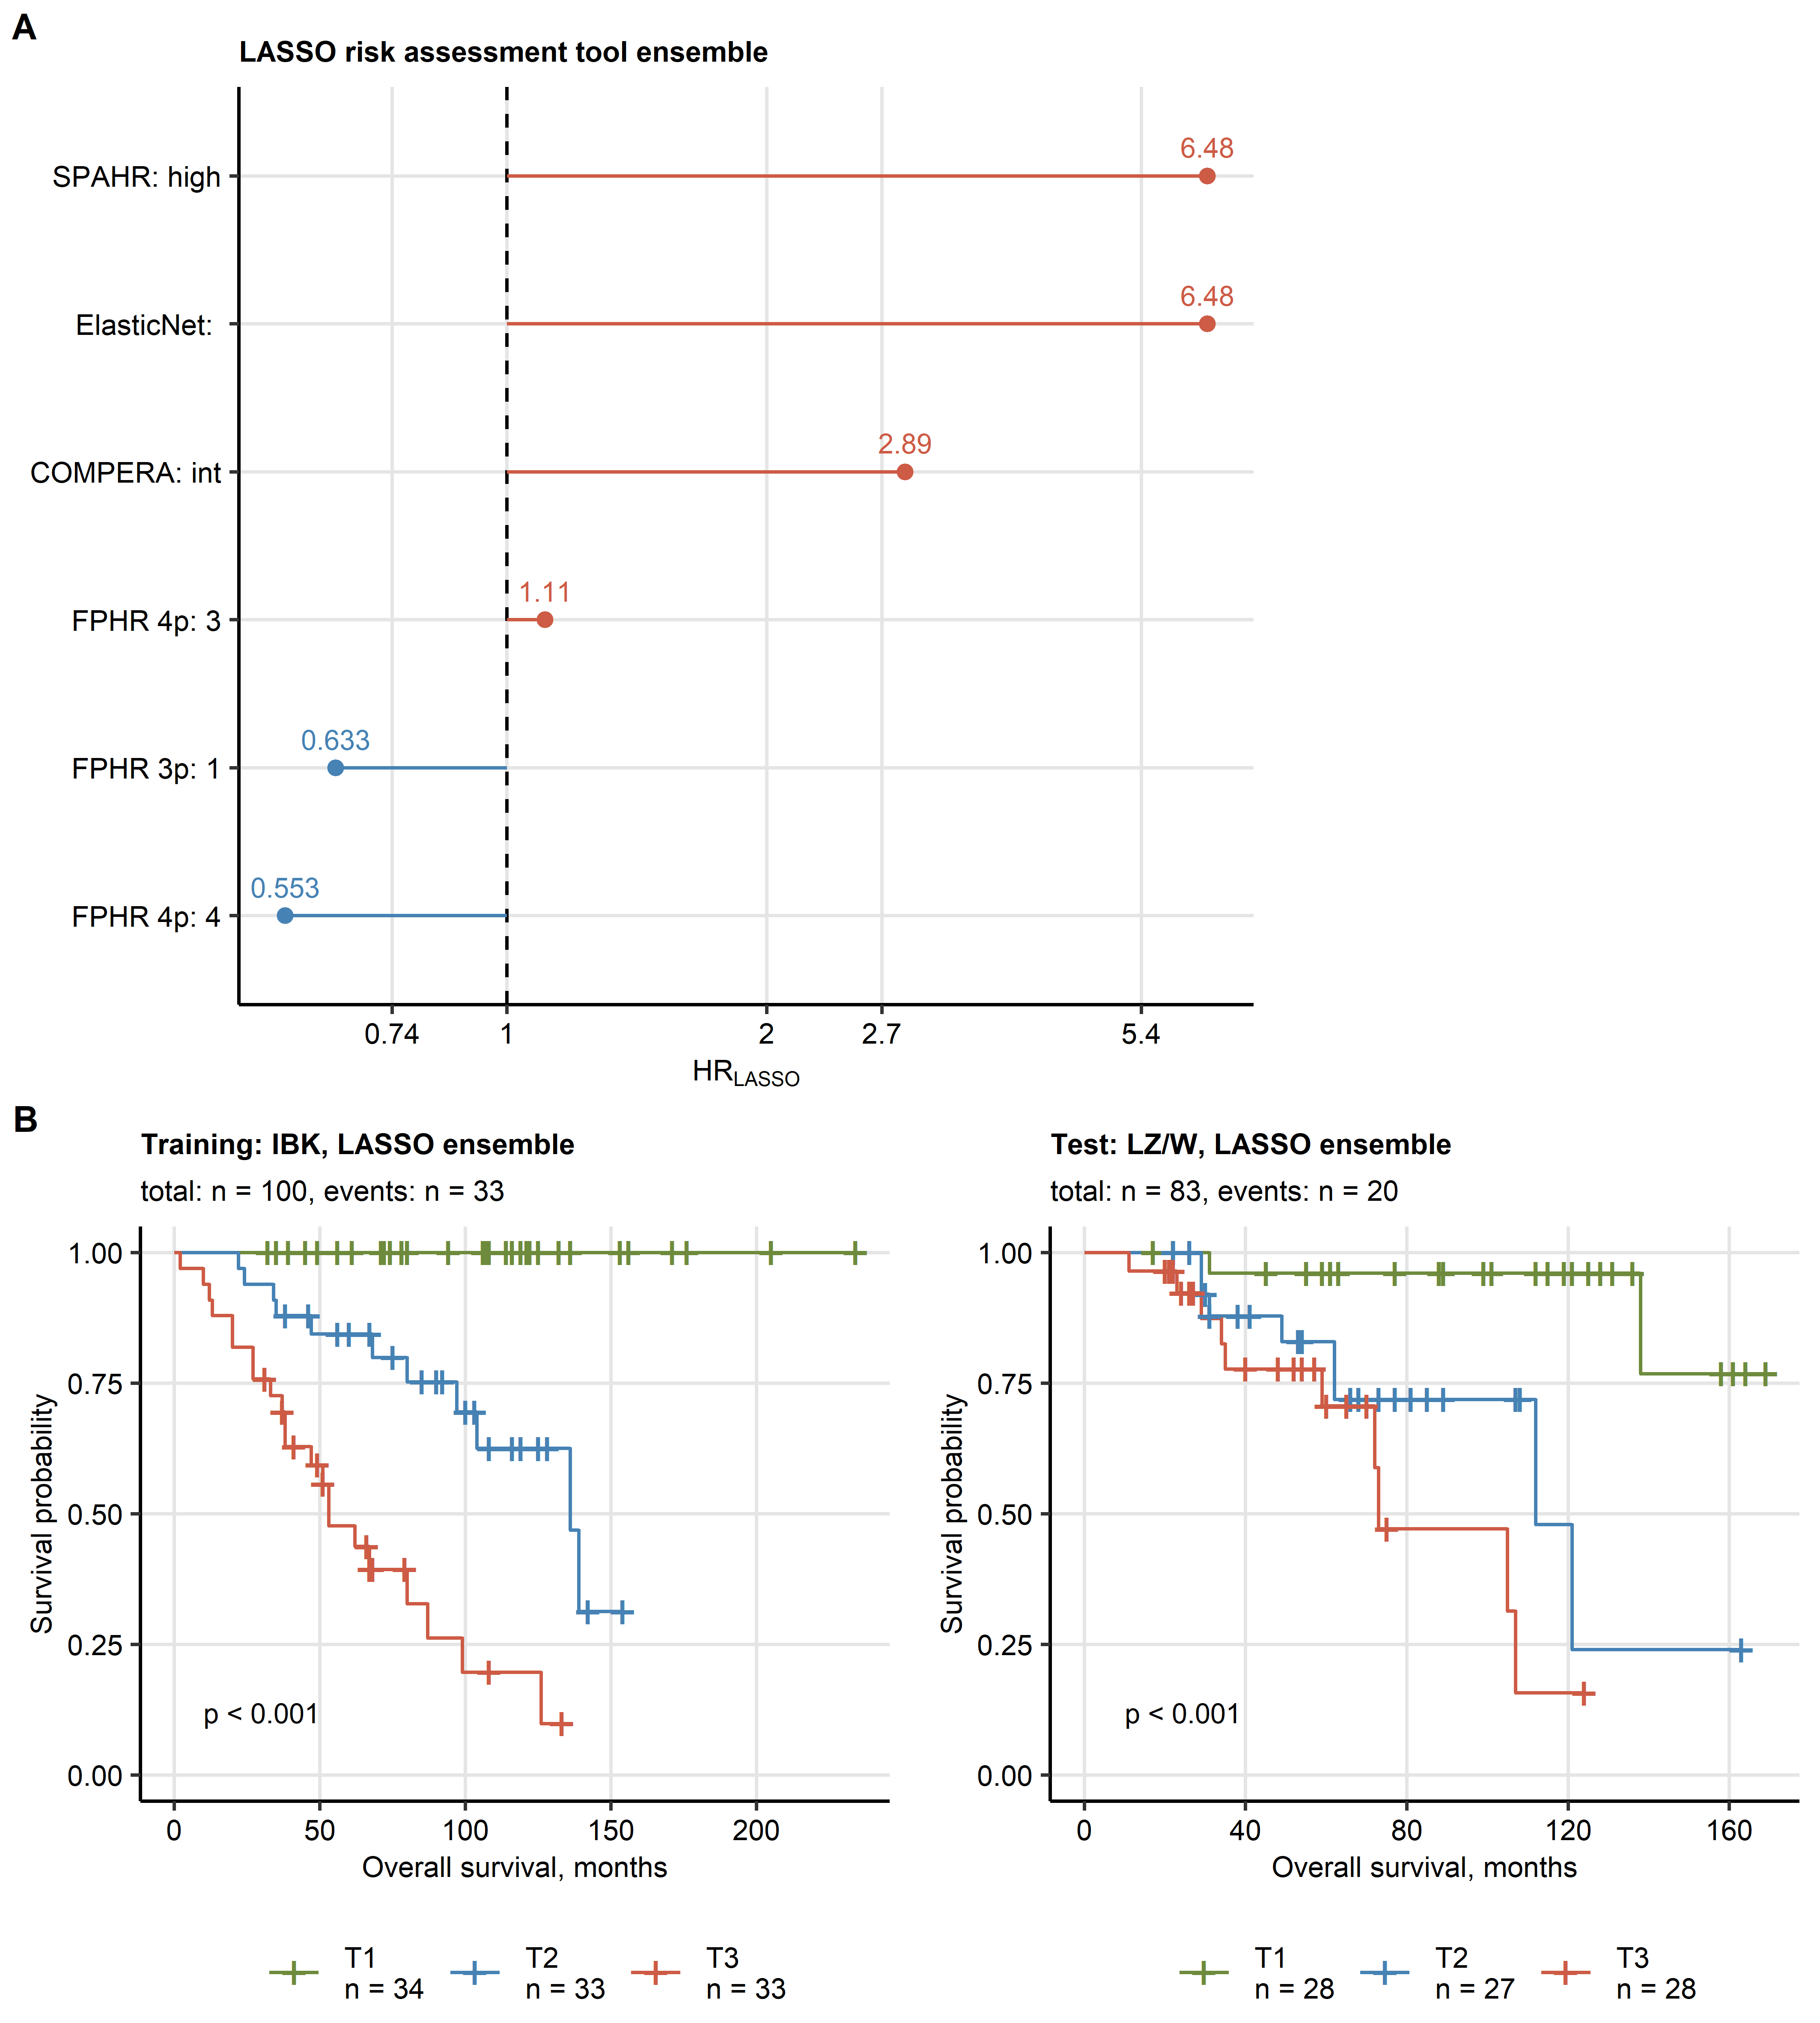 A
LASSO risk assessment tool ensemble
SPAHR: high
6.48
ElasticNet:
6.48
COMPERA: int
2.89
FPHR 4p: 3
1.11
FPHR 3p: 1
0.633
FPHR 4p: 4
0.553
0.74 1 2 2.7 5.4
HRLASSO
B
Training: IBK, LASSO ensemble
total: n = 100, events: n = 33
Survival probability
1.00
0.75
0.50
0.25
0.00
p < 0.001
0 50 100 150 200
Overall survival, months
T1 n = 34
T2 n = 33
T3 n = 33
Test: LZ/W, LASSO ensemble
total: n = 83, events: n = 20
Survival probability
1.00
0.75
0.50
0.25
0.00
p < 0.001
0 40 80 120 160
Overall survival, months
T1 n = 28
T2 n = 27
T3 n = 28